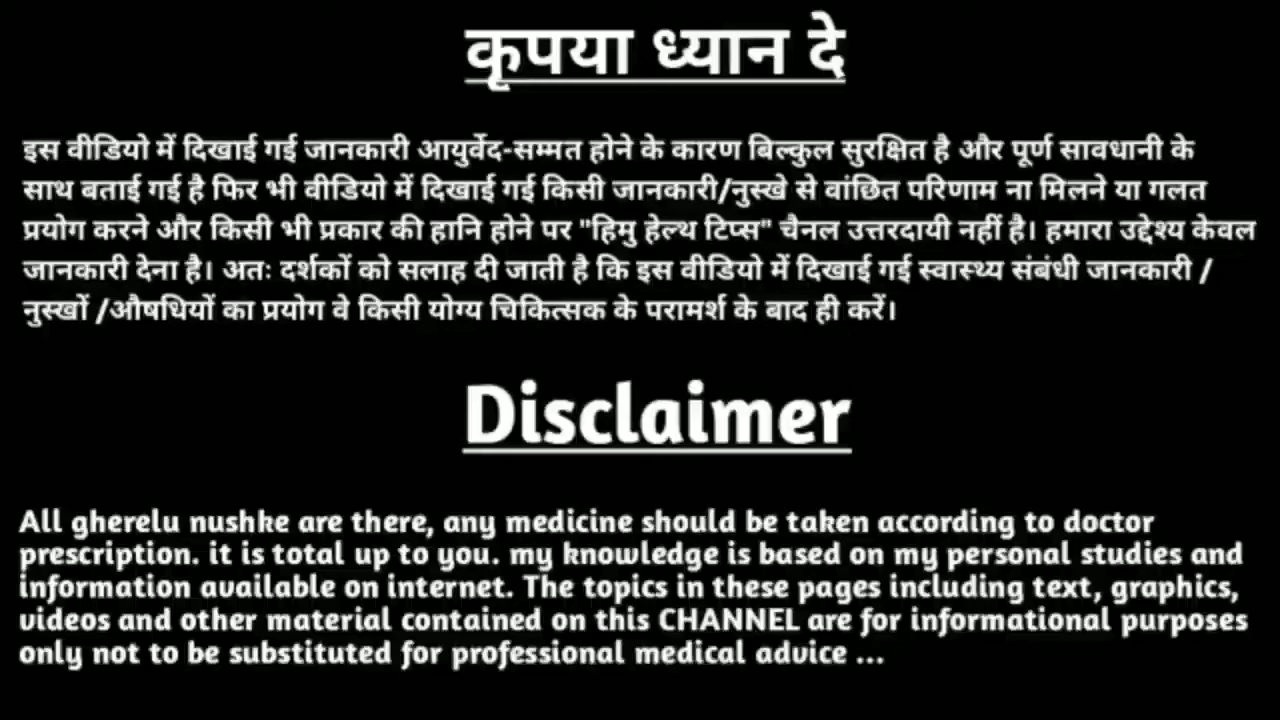 कृपया ध्यान दे
इस वीडियो में दिखाई गई जानकारी आयुर्वेद-सम्मत होने के कारण बिल्कुल सुरक्षित है और पूर्ण सावधानी के
साथ बताई गई है फिर भी वीडियो में दिखाई गई किसी जानकारी/नुस्खे से वांछित परिणाम ना मिलने या गलत
प्रयोग करने और किसी भी प्रकार की हानि होने पर "हिमु हेल्थ टिप्स" चैनल उत्तरदायी नहीं है। हमारा उद्देश्य केवल
जानकारी देना है। अतः दर्शकों को सलाह दी जाती है कि इस वीडियो में दिखाई गई स्वास्थ्य संबंधी जानकारी /
नुस्खों /औषधियों का प्रयोग वे किसी योग्य चिकित्सक के परामर्श के बाद ही करें।
Disclaimer
All gherelu nushke are there, any medicine should be taken according to doctor
prescription. it is total up to you. my knowledge is based on my personal studies and
information available on internet. The topics in these pages including text, graphics,
videos and other material contained on this CHANNEL are for informational purposes
only not to be substituted for professional medical advice ...